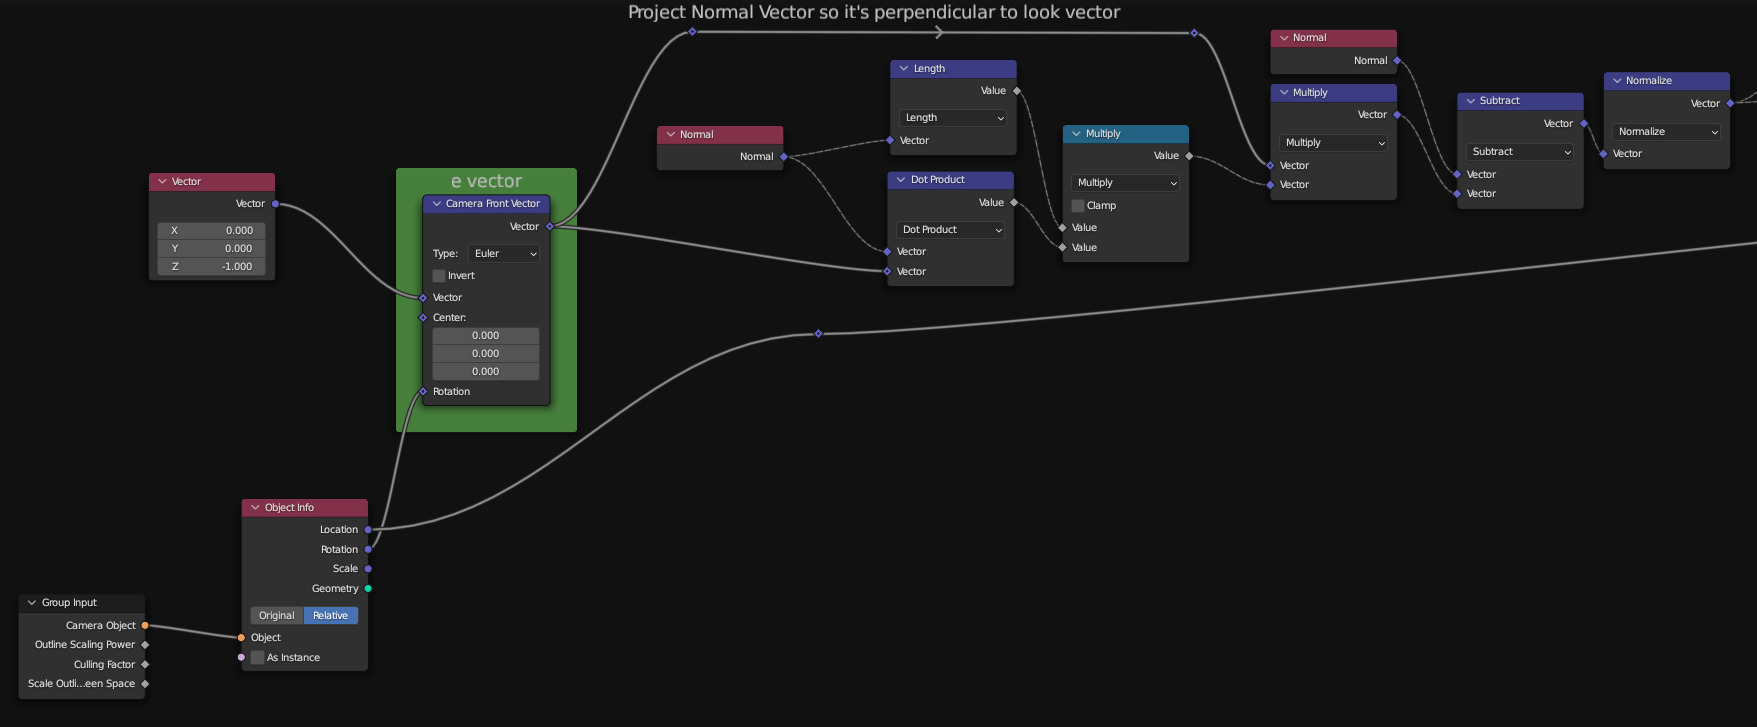 Project Normal Vector so it's perpendicular to look vector
Vector
Vector
X 0.000
Y 0.000
Z -1.000
e vector
Camera Front Vector
Vector
Type: Euler
Invert
Vector
Center:
0.000
0.000
0.000
Rotation
Object Info
Location
Rotation
Scale
Geometry
Original Relative
Object
As Instance
Group Input
Camera Object
Outline Scaling Power
Culling Factor
Scale Outli...een Space
Normal
Normal
Length
Value
Length
Vector
Dot Product
Value
Dot Product
Vector
Vector
Multiply
Value
Multiply
Clamp
Value
Value
Normal
Normal
Multiply
Vector
Multiply
Vector
Vector
Subtract
Vector
Subtract
Vector
Vector
Normalize
Vector
Normalize
Vector